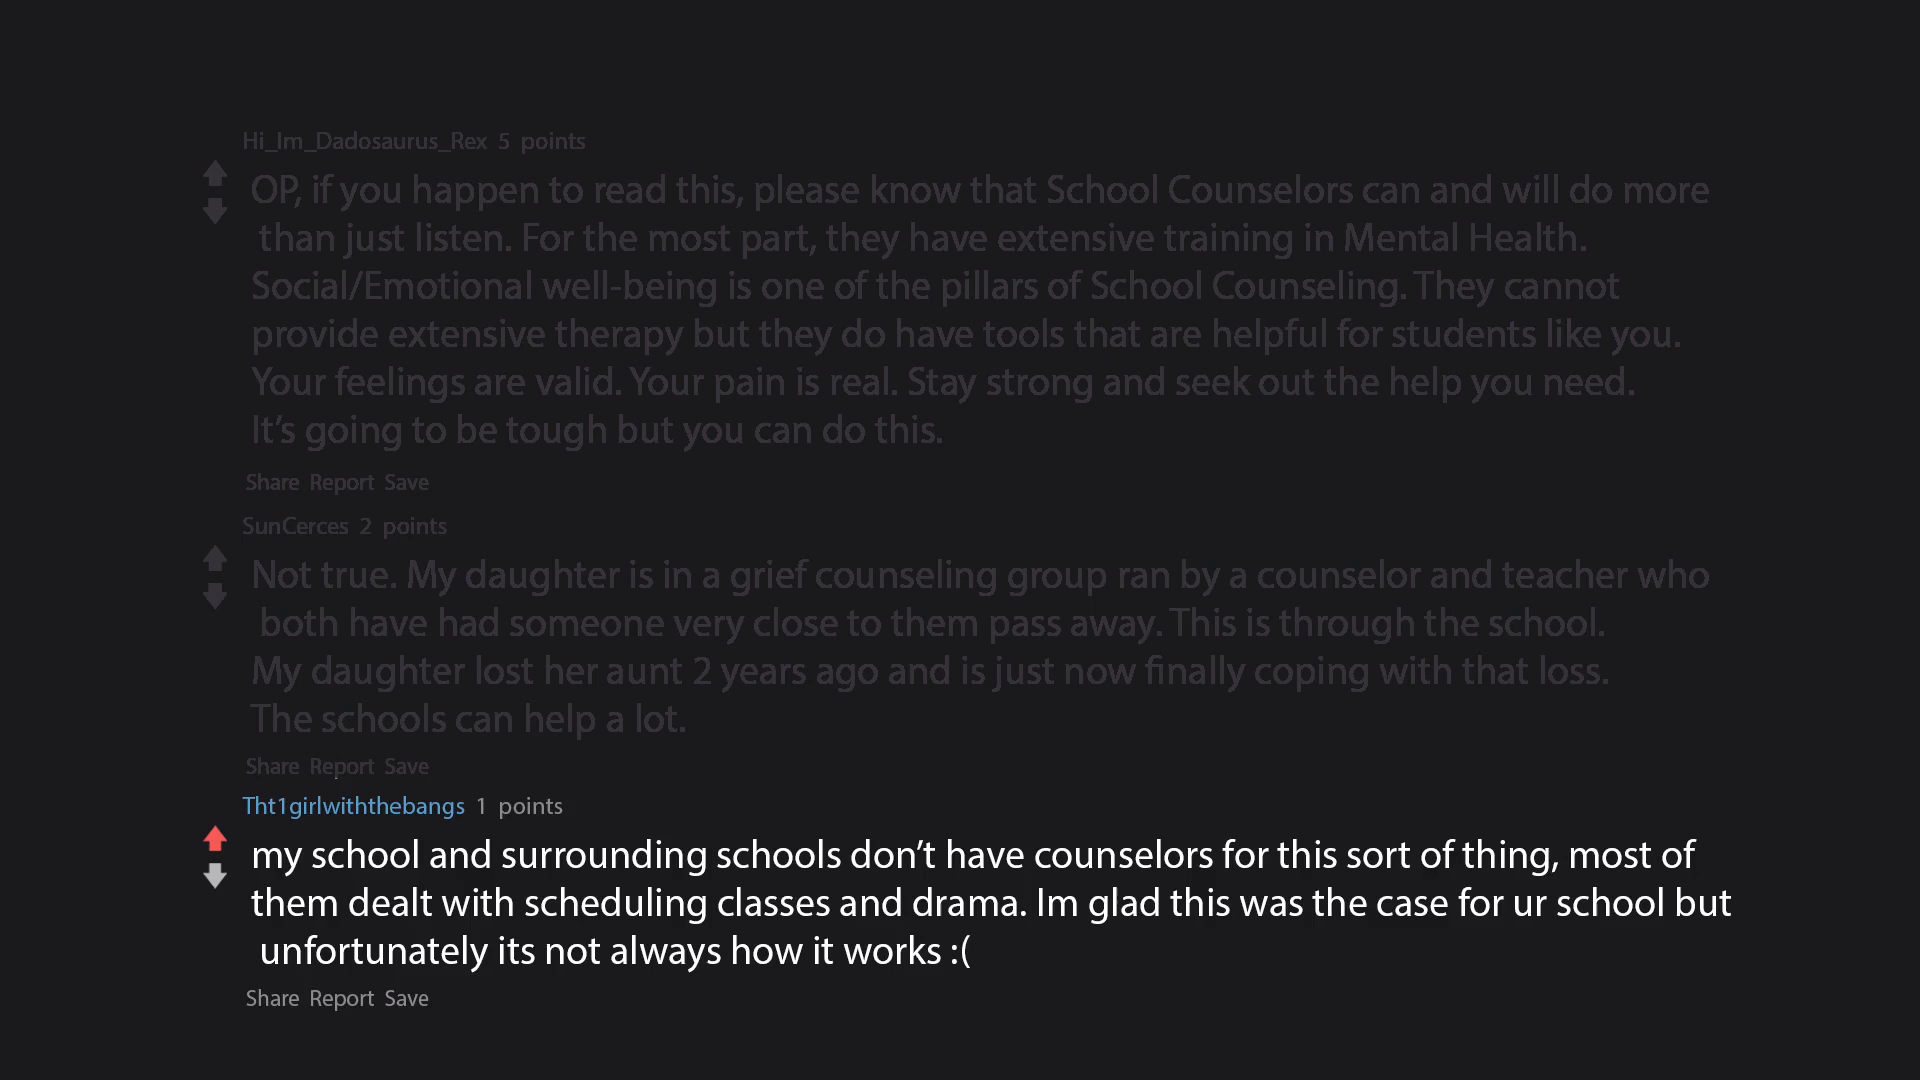 Hi_Im_Dadosaurus_Rex 5 points
OP, if you happen to read this, please know that School Counselors can and will do more
than just listen. For the most part, they have extensive training in Mental Health.
Social/Emotional well-being is one of the pillars of School Counseling. They cannot
provide extensive therapy but they do have tools that are helpful for students like you.
Your feelings are valid. Your pain is real. Stay strong and seek out the help you need.
It’s going to be tough but you can do this.
Share Report Save
SunCerces 2 points
Not true. My daughter is in a grief counseling group ran by a counselor and teacher who
both have had someone very close to them pass away. This is through the school.
My daughter lost her aunt 2 years ago and is just now finally coping with that loss.
The schools can help a lot.
Share Report Save
Tht1girlwiththebangs 1 points
my school and surrounding schools don’t have counselors for this sort of thing, most of
them dealt with scheduling classes and drama. Im glad this was the case for ur school but
unfortunately its not always how it works :(
Share Report Save